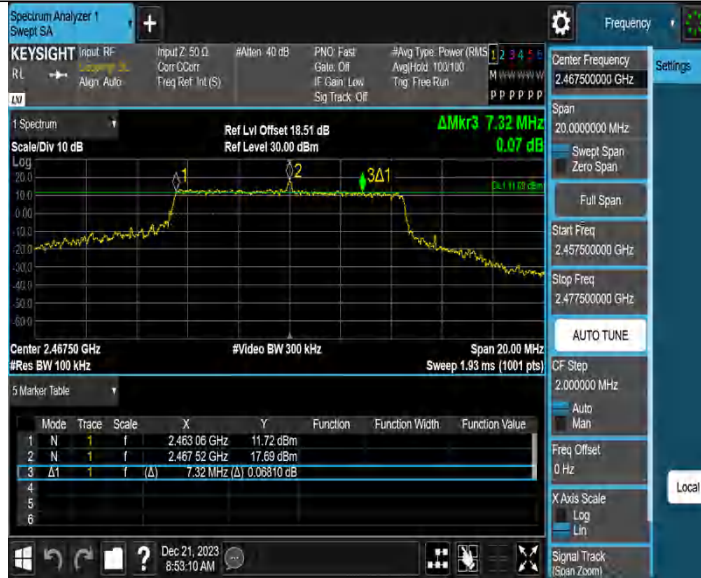 Spectrum Analyzer 1
Swept SA
Frequency
KEYSIGHT Input: RF Input Z: 50 Ω #Atten: 40 dB PNO: Fast #Avg Type: Power (RMS 1 2 3 4 5 6
RL Align: Auto Corr CCorr Gate: Off Avg|Hold: 100/100 M W W W W W
Freq Ref: Int (S) IF Gain: Low Trig: Free Run
Sig Track: Off P P P P P P
LXI
1 Spectrum
Ref Lvl Offset 18.51 dB
ΔMkr3 7.32 MHz
Scale/Div 10 dB
Ref Level 30.00 dBm
0.07 dB
Log
1
2
3Δ1
20.0
10.0
0.00
-10.0
-20.0
-30.0
-40.0
-50.0
-60.0
Center 2.46750 GHz
#Video BW 300 kHz
Span 20.00 MHz
#Res BW 100 kHz
Sweep 1.93 ms (1001 pts)
5 Marker Table
Mode Trace Scale X Y Function Function Width Function Value
1 N 1 f 2.463 06 GHz 11.72 dBm
2 N 1 f 2.467 52 GHz 17.69 dBm
3 Δ1 1 f (Δ) 7.32 MHz (Δ) 0.06810 dB
4
5
6
Dec 21, 2023
8:53:10 AM
Center Frequency
2.467500000 GHz
Settings
Span
20.0000000 MHz
Swept Span
Zero Span
Full Span
Start Freq
2.457500000 GHz
Stop Freq
2.477500000 GHz
AUTO TUNE
CF Step
2.000000 MHz
Auto
Man
Freq Offset
0 Hz
Local
X Axis Scale
Log
Lin
Signal Track
(Span Zoom)